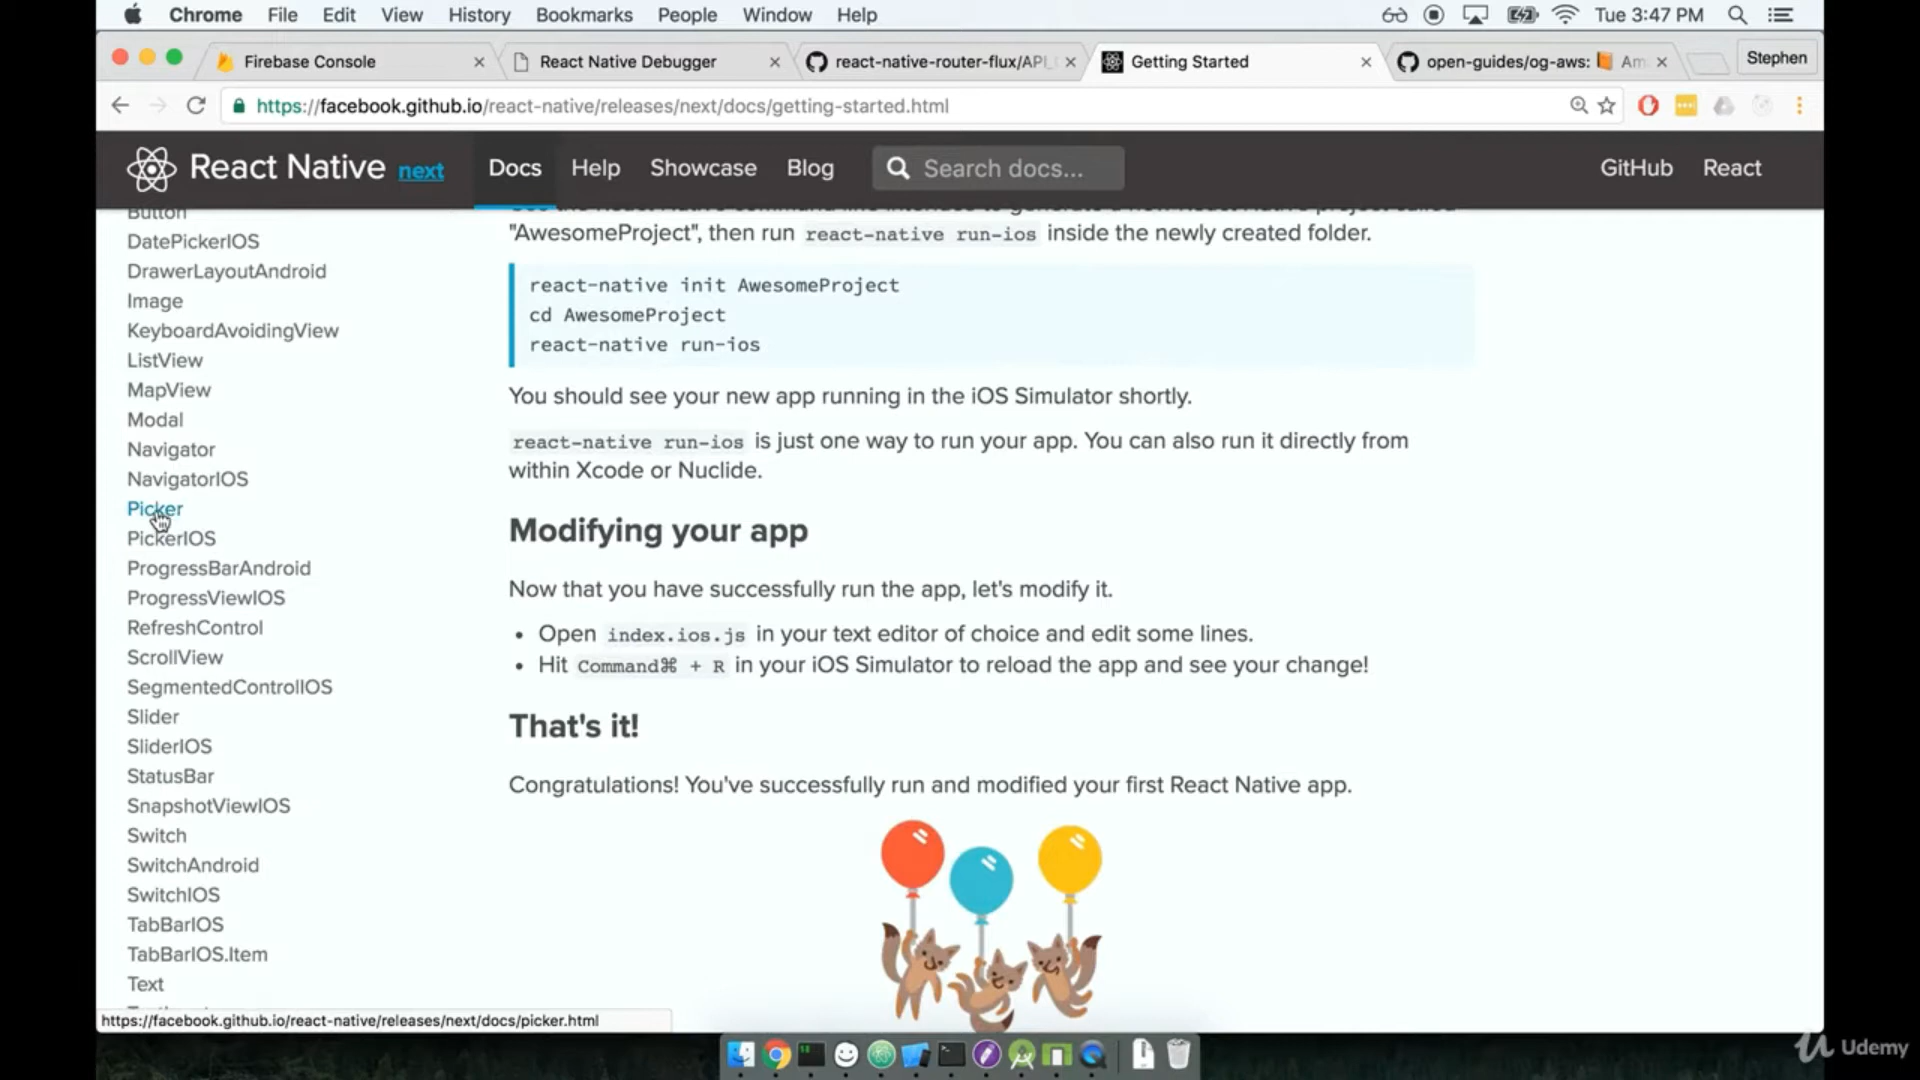 Chrome File Edit View History Bookmarks People Window Help Tue 3:47 PM
Firebase Console React Native Debugger react-native-router-flux/API_ Getting Started open-guides/og-aws: Am Stephen
https://facebook.github.io/react-native/releases/next/docs/getting-started.html
React Native next Docs Help Showcase Blog Search docs... GitHub React
Button
DatePickerIOS
DrawerLayoutAndroid
Image
KeyboardAvoidingView
ListView
MapView
Modal
Navigator
NavigatorIOS
Picker
PickerIOS
ProgressBarAndroid
ProgressViewIOS
RefreshControl
ScrollView
SegmentedControlIOS
Slider
SliderIOS
StatusBar
SnapshotViewIOS
Switch
SwitchAndroid
SwitchIOS
TabBarIOS
TabBarIOS.Item
Text
"AwesomeProject", then run react-native run-ios inside the newly created folder.
react-native init AwesomeProject
cd AwesomeProject
react-native run-ios
You should see your new app running in the iOS Simulator shortly.
react-native run-ios is just one way to run your app. You can also run it directly from
within Xcode or Nuclide.
Modifying your app
Now that you have successfully run the app, let's modify it.
• Open index.ios.js in your text editor of choice and edit some lines.
• Hit Command⌘ + R in your iOS Simulator to reload the app and see your change!
That's it!
Congratulations! You've successfully run and modified your first React Native app.
https://facebook.github.io/react-native/releases/next/docs/picker.html
Udemy